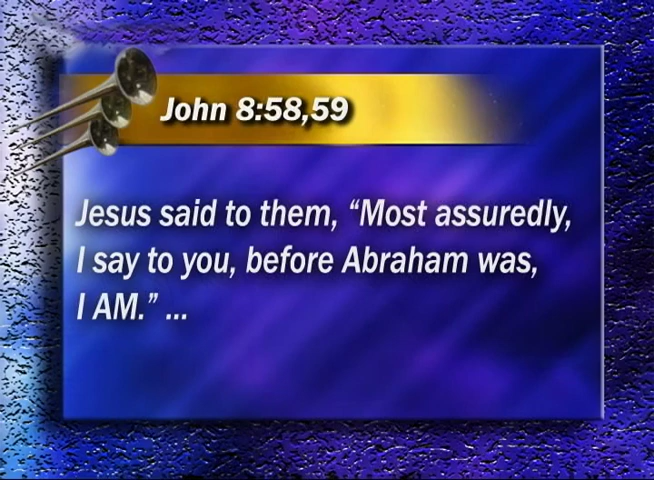 John 8:58,59
Jesus said to them, “Most assuredly,
I say to you, before Abraham was,
I AM.” ...